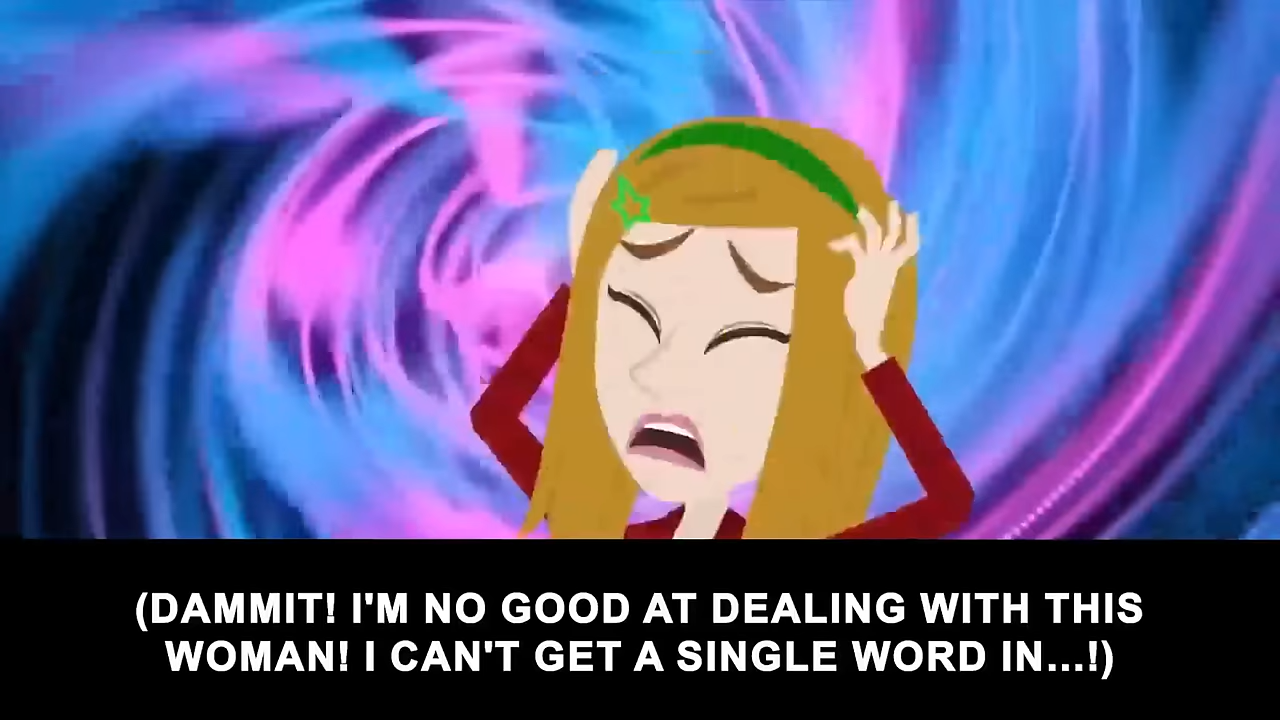 (DAMMIT! I'M NO GOOD AT DEALING WITH THIS
WOMAN! I CAN'T GET A SINGLE WORD IN...!)